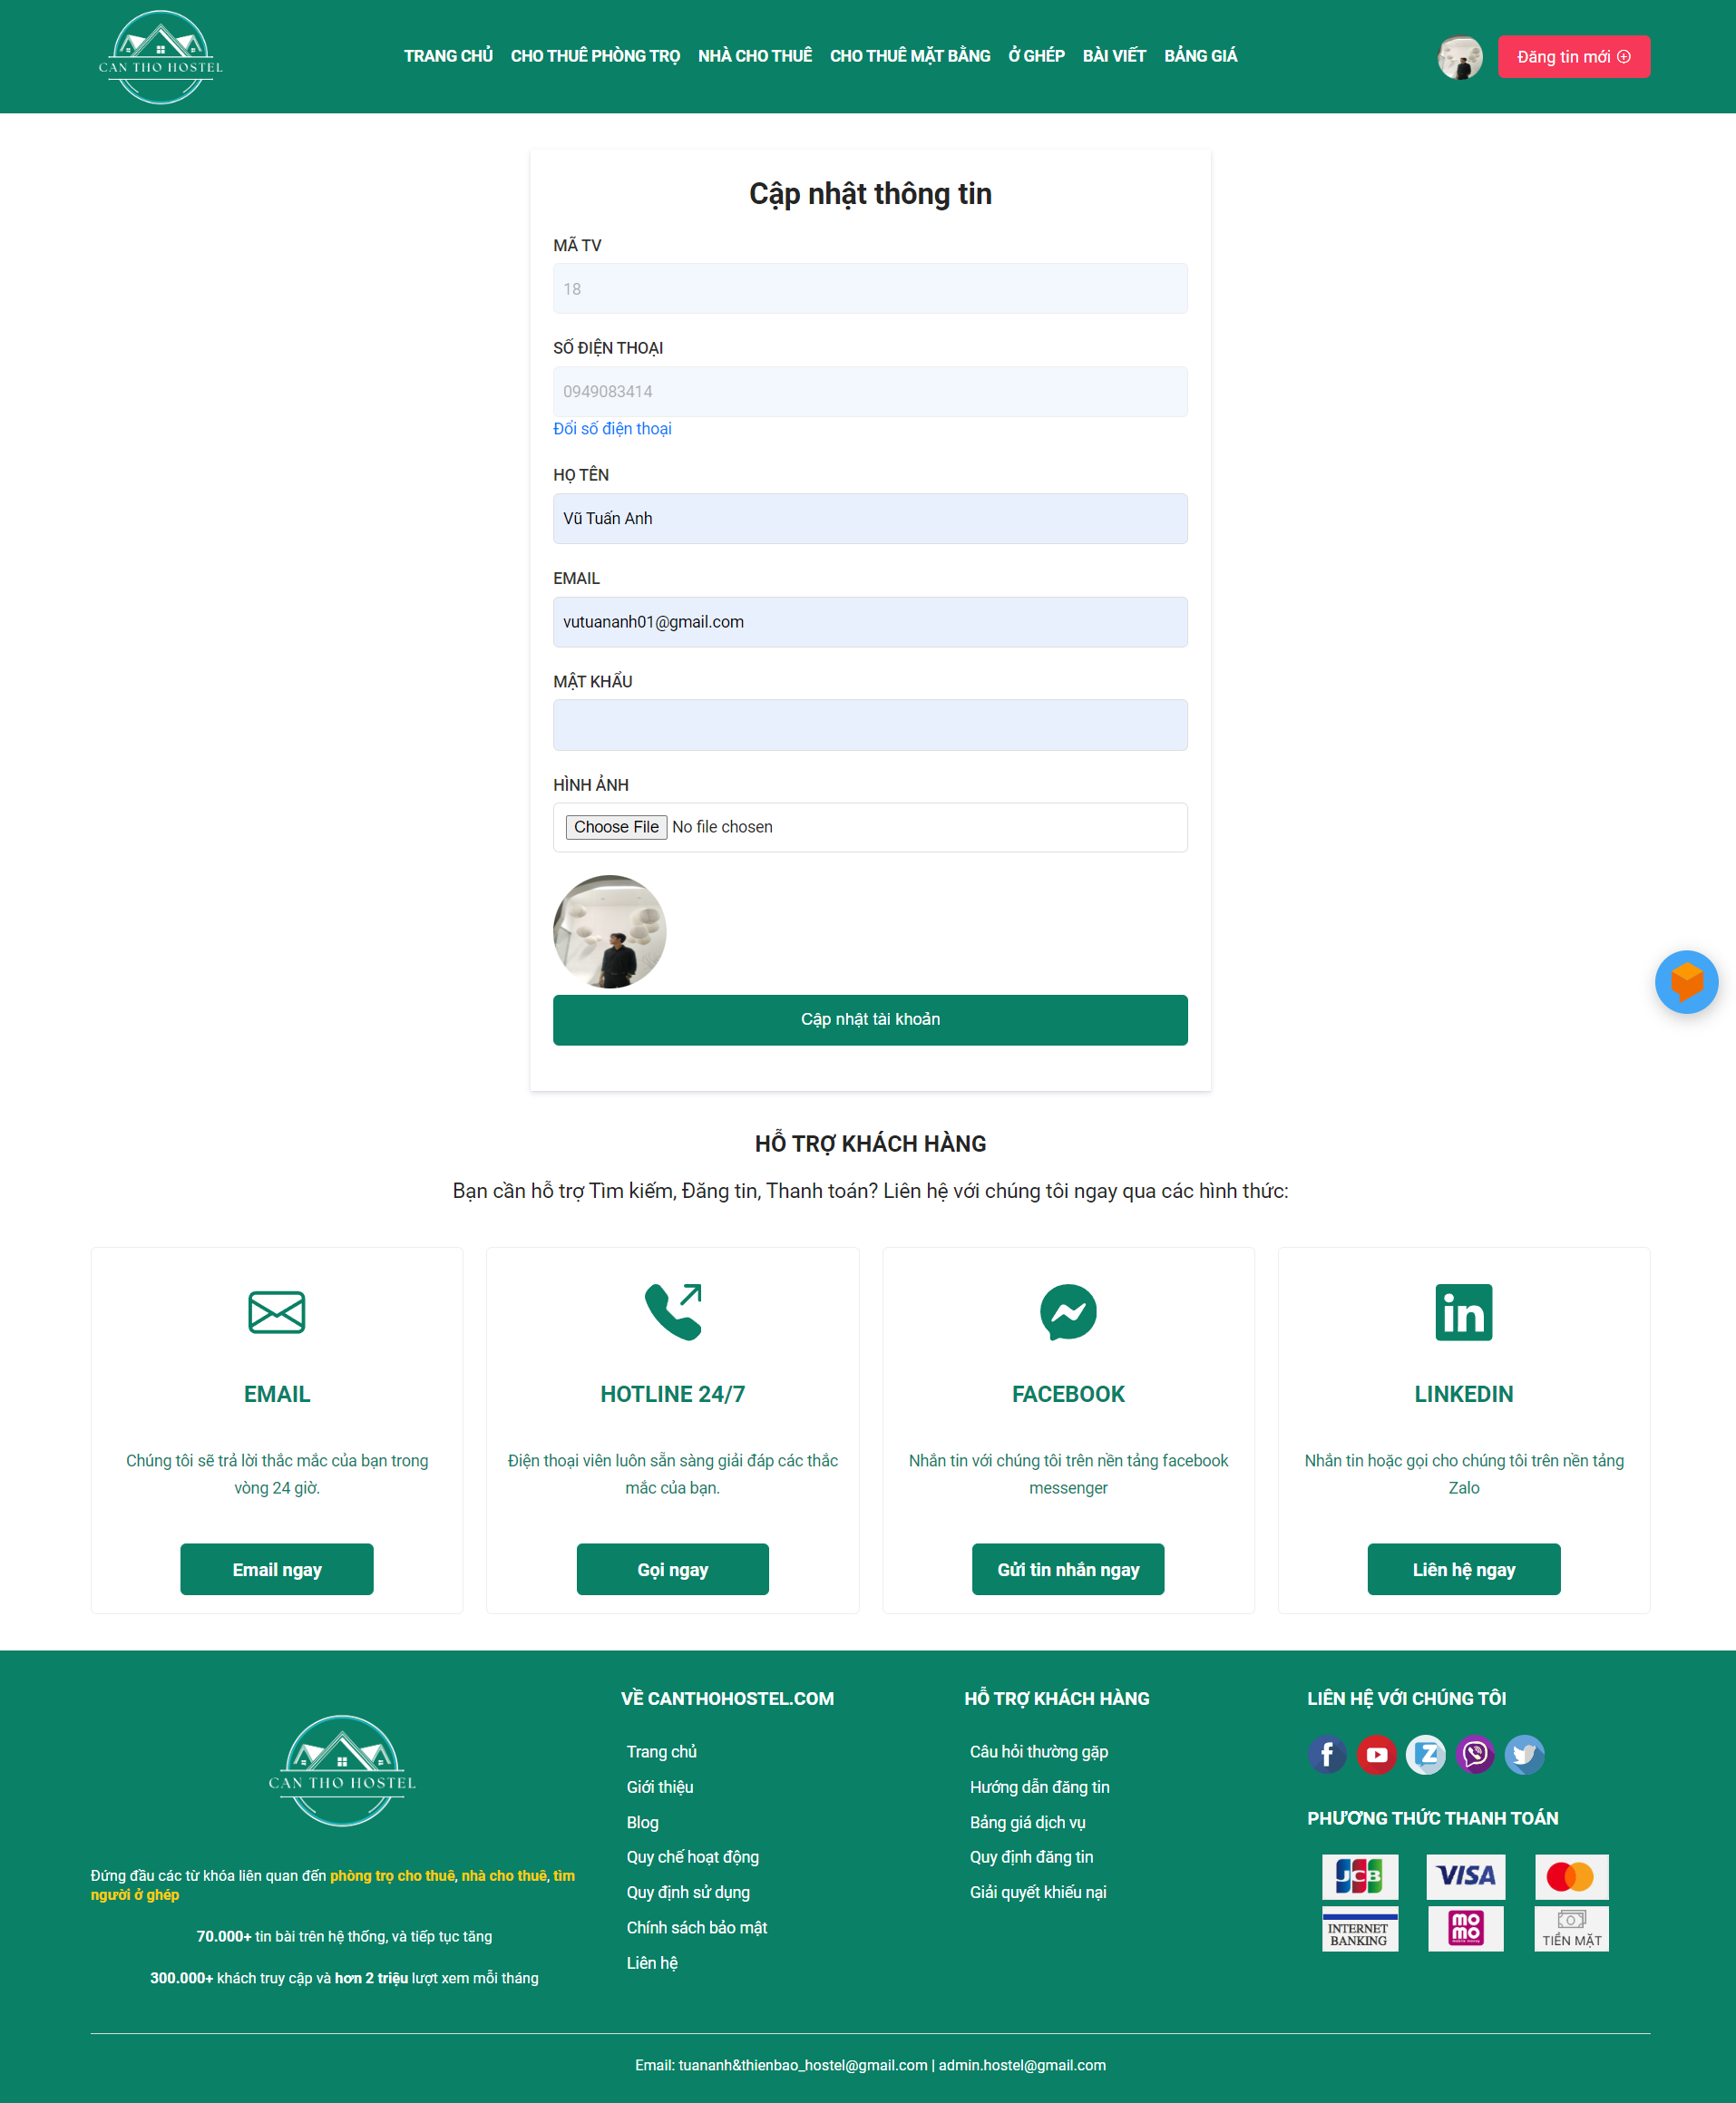 CAN THO HOSTEL
TRANG CHỦ CHO THUÊ PHÒNG TRỌ NHÀ CHO THUÊ CHO THUÊ MẶT BẰNG Ở GHÉP BÀI VIẾT BẢNG GIÁ
Đăng tin mới
Cập nhật thông tin
MÃ TV
18
SỐ ĐIỆN THOẠI
0949083414
Đổi số điện thoại
HỌ TÊN
Vũ Tuấn Anh
EMAIL
vutuananh01@gmail.com
MẬT KHẨU
HÌNH ẢNH
Choose File No file chosen
Cập nhật tài khoản
HỖ TRỢ KHÁCH HÀNG
Bạn cần hỗ trợ Tìm kiếm, Đăng tin, Thanh toán? Liên hệ với chúng tôi ngay qua các hình thức:
EMAIL
Chúng tôi sẽ trả lời thắc mắc của bạn trong
vòng 24 giờ.
Email ngay
HOTLINE 24/7
Điện thoại viên luôn sẵn sàng giải đáp các thắc
mắc của bạn.
Gọi ngay
FACEBOOK
Nhắn tin với chúng tôi trên nền tảng facebook
messenger
Gửi tin nhắn ngay
in
LINKEDIN
Nhắn tin hoặc gọi cho chúng tôi trên nền tảng
Zalo
Liên hệ ngay
CAN THO HOSTEL
Đứng đầu các từ khóa liên quan đến phòng trọ cho thuê, nhà cho thuê, tìm
người ở ghép
70.000+ tin bài trên hệ thống, và tiếp tục tăng
300.000+ khách truy cập và hơn 2 triệu lượt xem mỗi tháng
VỀ CANTHOHOSTEL.COM
Trang chủ
Giới thiệu
Blog
Quy chế hoạt động
Quy định sử dụng
Chính sách bảo mật
Liên hệ
HỖ TRỢ KHÁCH HÀNG
Câu hỏi thường gặp
Hướng dẫn đăng tin
Bảng giá dịch vụ
Quy định đăng tin
Giải quyết khiếu nại
LIÊN HỆ VỚI CHÚNG TÔI
f Z
PHƯƠNG THỨC THANH TOÁN
JCB VISA
INTERNET
BANKING
mo
mo
TIỀN MẶT
Email: tuananh&thienbao_hostel@gmail.com | admin.hostel@gmail.com